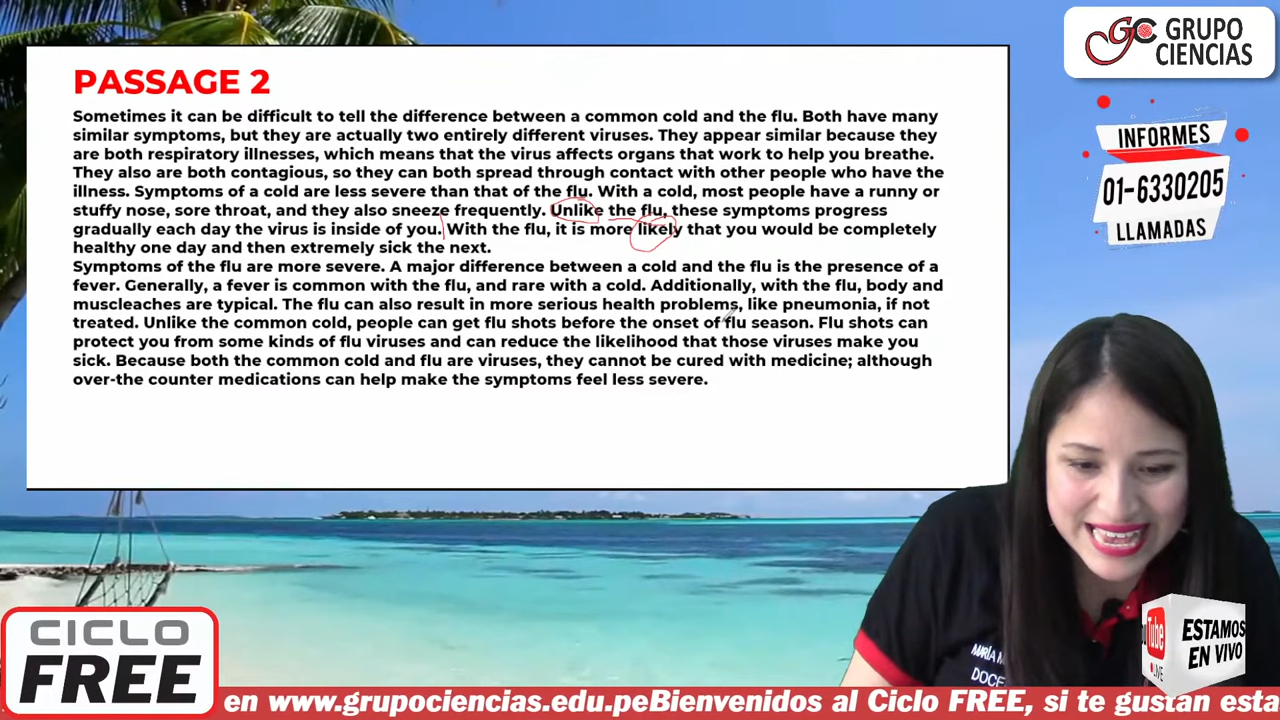 PASSAGE 2
Sometimes it can be difficult to tell the difference between a common cold and the flu. Both have many
similar symptoms, but they are actually two entirely different viruses. They appear similar because they
are both respiratory illnesses, which means that the virus affects organs that work to help you breathe.
They also are both contagious, so they can both spread through contact with other people who have the
illness. Symptoms of a cold are less severe than that of the flu. With a cold, most people have a runny or
stuffy nose, sore throat, and they also sneeze frequently. Unlike the flu, these symptoms progress
gradually each day the virus is inside of you. With the flu, it is more likely that you would be completely
healthy one day and then extremely sick the next.
Symptoms of the flu are more severe. A major difference between a cold and the flu is the presence of a
fever. Generally, a fever is common with the flu, and rare with a cold. Additionally, with the flu, body and
muscleaches are typical. The flu can also result in more serious health problems, like pneumonia, if not
treated. Unlike the common cold, people can get flu shots before the onset of flu season. Flu shots can
protect you from some kinds of flu viruses and can reduce the likelihood that those viruses make you
sick. Because both the common cold and flu are viruses, they cannot be cured with medicine; although
over-the counter medications can help make the symptoms feel less severe.
GC GRUPO
CIENCIAS
INFORMES
01-6330205
LLAMADAS
MARÍA
DOCE
YouTube
LIVE
ESTAMOS
EN VIVO
CICLO
FREE
en www.grupociencias.edu.peBienvenidos al Ciclo FREE, si te gustan esta